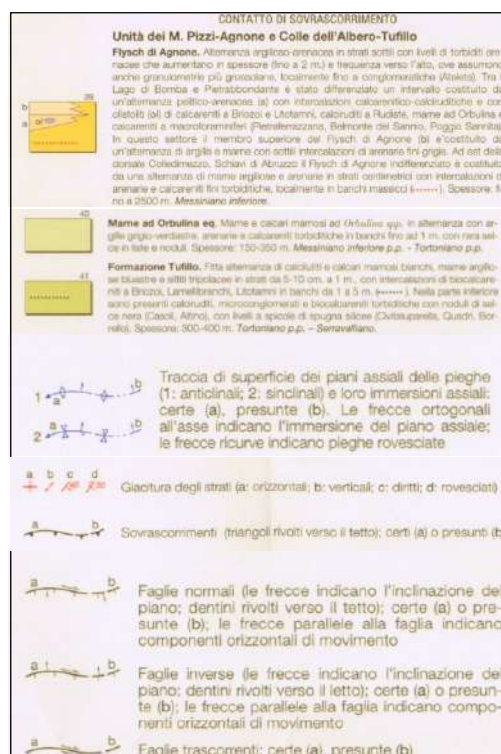 CONTATTO DI SOVRASCORRIMENTO
Unità dei M. Pizzi-Agnone e Colle dell'Albero-Tufillo
Flysch di Agnone. Alternanza argilloso-arenacea in strati sottili con livelli di torbiditi are-
nacee che aumentano in spessore (fino a 2 m.) e frequenza verso l'alto, ove assumono
anche granulometrie più grossolane, localmente fino a conglomeratiche (Ateleta). Tra il
Lago di Bomba e Pietrabbondante è stato differenziato un intervallo costituito da
un'alternanza pelitico-arenacea (a) con intercalazioni calcarenitico-calciruditiche e con
olistoliti (ol) di calcareniti a Briozoi e Litotamni, calciruditi a Rudiste, marne ad Orbulina e
calcareniti a macroforaminiferi (Pietraferrazzana, Belmonte del Sannio, Poggio Sannita).
In questo settore il membro superiore del Flysch di Agnone (b) e'costituito da
un'alternanza di argille e marne con sottili intercalazioni di arenarie fini grigie. Ad est della
dorsale Colledimezzo, Schiavi di Abruzzo il Flysch di Agnone indifferenziato è costituito
da una alternanza di marne argillose e arenarie in strati centimetrici con intercalazioni di
arenarie e calcareniti fini torbiditiche, localmente in banchi massicci (.......). Spessore: fi-
no a 2500 m. Messiniano inferiore.
39
b
a
ol
40
Marne ad Orbulina eq. Marne e calcari marnosi ad Orbulina spp. in alternanza con ar-
gille grigio-verdastre, arenarie e calcareniti torbiditiche in banchi fino ad 1 m. con rara sel-
ce in liste e noduli. Spessore: 150-350 m. Messiniano inferiore p.p. - Tortoniano p.p.
41
Formazione Tufillo. Fitta alternanza di calcilutiti e calcari marnosi bianchi, marne argillo-
se bluastre e siltiti tripolacee in strati da 5-10 cm. a 1 m., con intercalazioni di biocalcare-
niti a Briozoi, Lamellibranchi, Litotamni in banchi da 1 a 5 m. (.......). Nella parte inferiore
sono presenti calciruditi, microconglomerati e biocalcareniti torbiditiche con noduli di sel-
ce nera (Casoli, Altino), con livelli a spicole di spugna silicee (Civitaluparella, Quadri, Bor-
rello). Spessore: 300-400 m. Tortoniano p.p. - Serravalliano.
1 a b
2 a b
Traccia di superficie dei piani assiali delle pieghe
(1: anticlinali; 2: sinclinali) e loro immersioni assiali:
certe (a), presunte (b). Le frecce ortogonali
all'asse indicano l'immersione del piano assiale;
le frecce ricurve indicano pieghe rovesciate
a b c d
Giacitura degli strati (a: orizzontali; b: verticali; c: diritti; d: rovesciati)
a b
Sovrascorrimenti (triangoli rivolti verso il tetto); certi (a) o presunti (b
a b
Faglie normali (le frecce indicano l'inclinazione del
piano; dentini rivolti verso il tetto); certe (a) o pre-
sunte (b); le frecce parallele alla faglia indicano
componenti orizzontali di movimento
a b
Faglie inverse (le frecce indicano l'inclinazione del
piano; dentini rivolti verso il letto); certe (a) o presun-
te (b); le frecce parallele alla faglia indicano compo-
nenti orizzontali di movimento
a b
Faglie trascorrenti: certe (a), presunte (b)